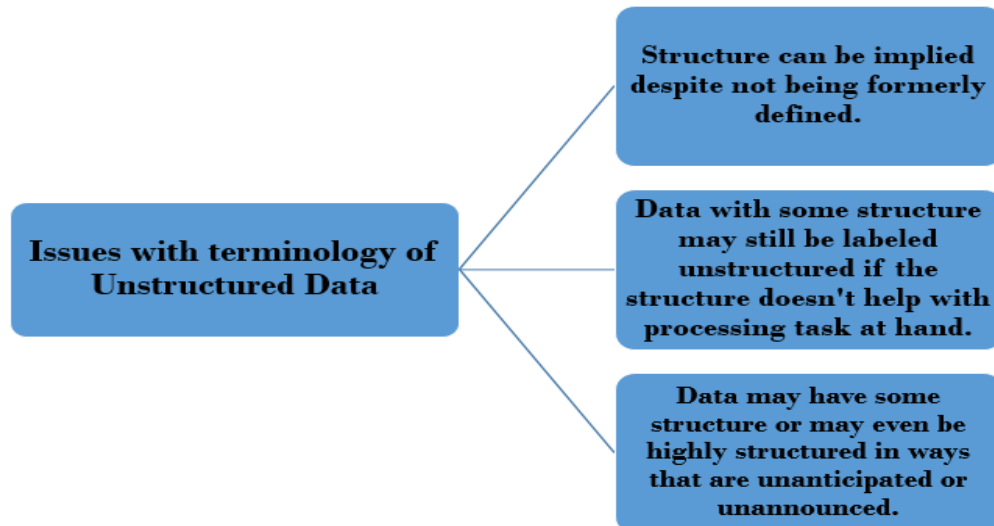 Structure can be implied
despite not being formerly
defined.
Issues with terminology of
Unstructured Data
Data with some structure
may still be labeled
unstructured if the
structure doesn't help with
processing task at hand.
Data may have some
structure or may even be
highly structured in ways
that are unanticipated or
unannounced.